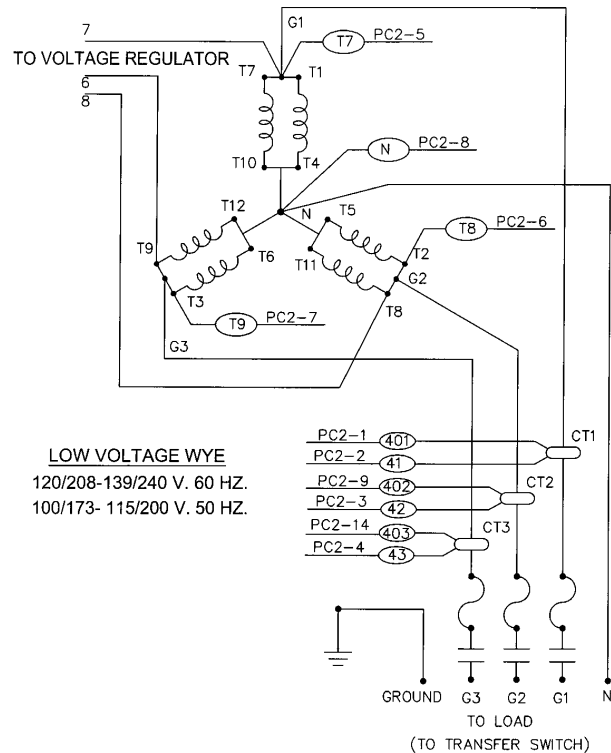 7
G1
T7 PC2-5
TO VOLTAGE REGULATOR
T7 T1
6
8
T10 T4
N PC2-8
T12 N T5
T9 T6 T11 T2 T8 PC2-6
G2
T3 T8
T9 PC2-7
G3
LOW VOLTAGE WYE
120/208-139/240 V. 60 HZ.
100/173- 115/200 V. 50 HZ.
PC2-1 401
CT1
PC2-2 41
PC2-9 402
CT2
PC2-3 42
PC2-14 403
CT3
PC2-4 43
GROUND G3 G2 G1 N
TO LOAD
(TO TRANSFER SWITCH)